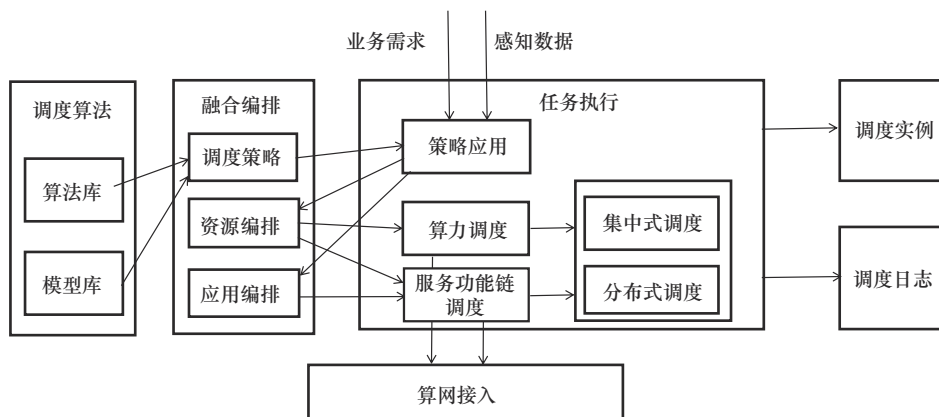 业务需求
感知数据
调度算法
算法库
模型库
融合编排
调度策略
资源编排
应用编排
任务执行
策略应用
算力调度
服务功能链
调度
集中式调度
分布式调度
调度实例
调度日志
算网接入